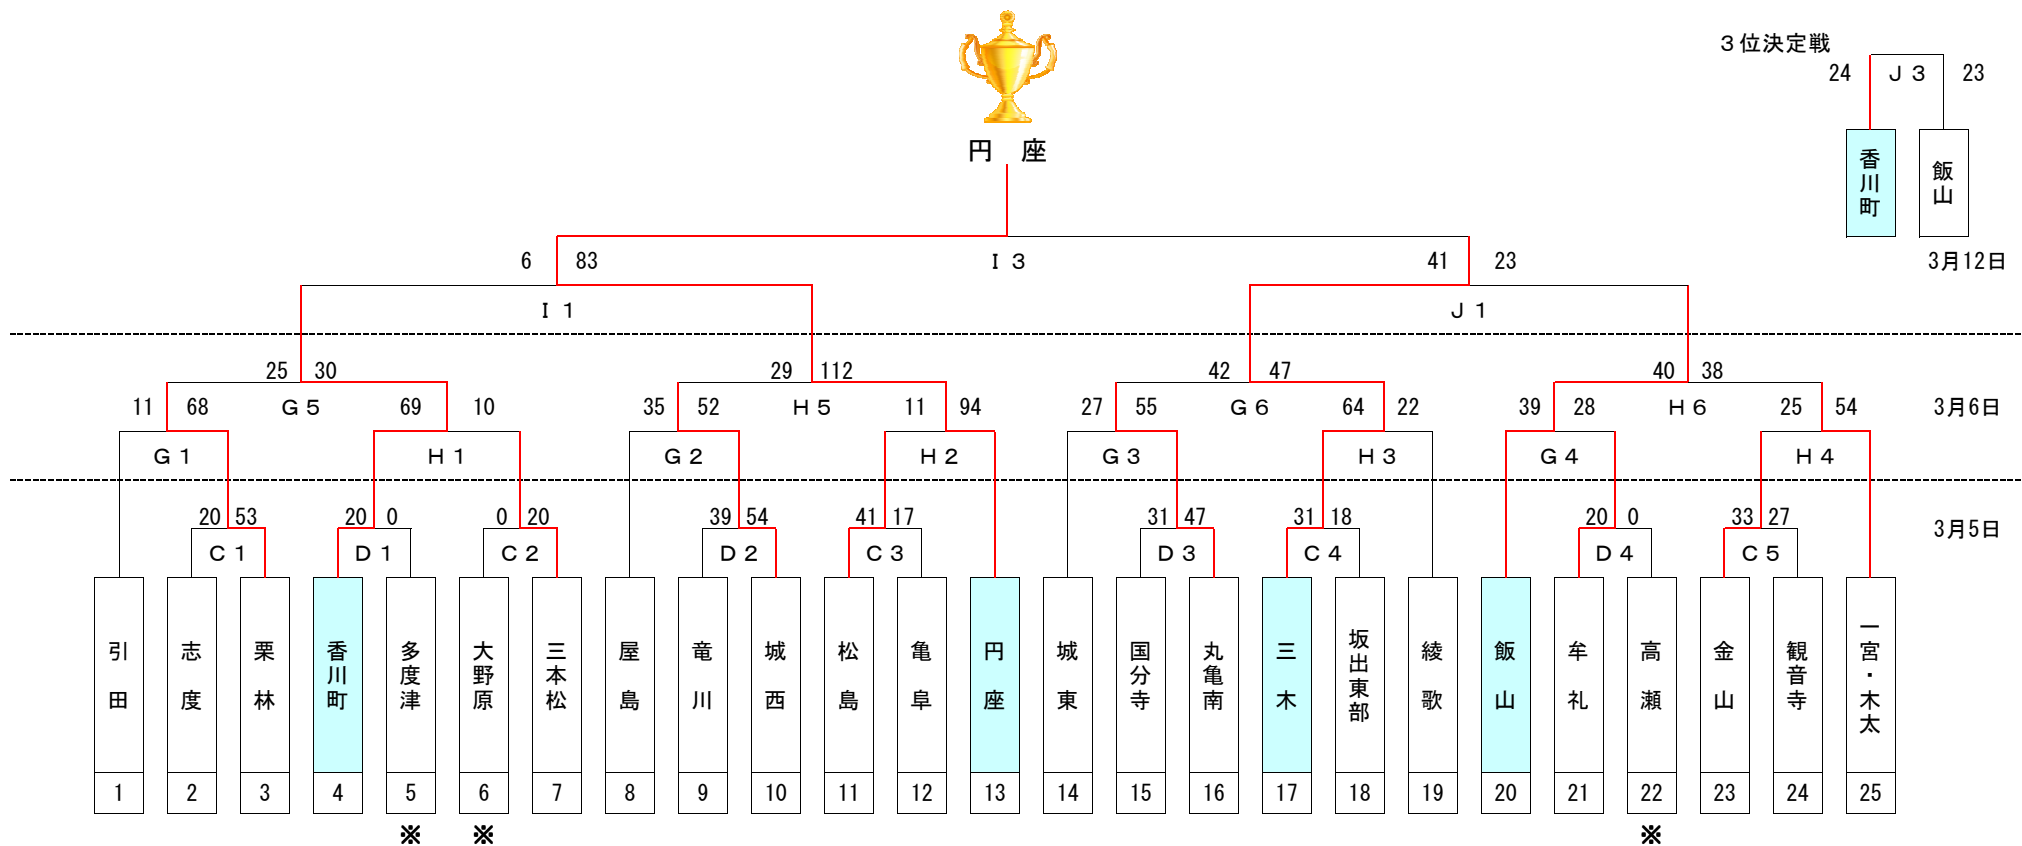 ３位決定戦
24 Ｊ３ 23
香川町 飯山
円　座
6 83 Ｉ３ 41 23 3月12日
Ｉ１ Ｊ１
25 30 29 112 42 47 40 38
11 68 Ｇ５ 69 10 35 52 Ｈ５ 11 94 27 55 Ｇ６ 64 22 39 28 Ｈ６ 25 54 3月6日
Ｇ１ Ｈ１ Ｇ２ Ｈ２ Ｇ３ Ｈ３ Ｇ４ Ｈ４
20 53 20 0 0 20 39 54 41 17 31 47 31 18 20 0 33 27 3月5日
Ｃ１ Ｄ１ Ｃ２ Ｄ２ Ｃ３ Ｄ３ Ｃ４ Ｄ４ Ｃ５
引田 志度 栗林 香川町 多度津 大野原 三本松 屋島 竜川 城西 松島 亀阜 円座 城東 国分寺 丸亀南 三木 坂出東部 綾歌 飯山 牟礼 高瀬 金山 観音寺 一宮・木太
1 2 3 4 5 6 7 8 9 10 11 12 13 14 15 16 17 18 19 20 21 22 23 24 25
※ ※ ※